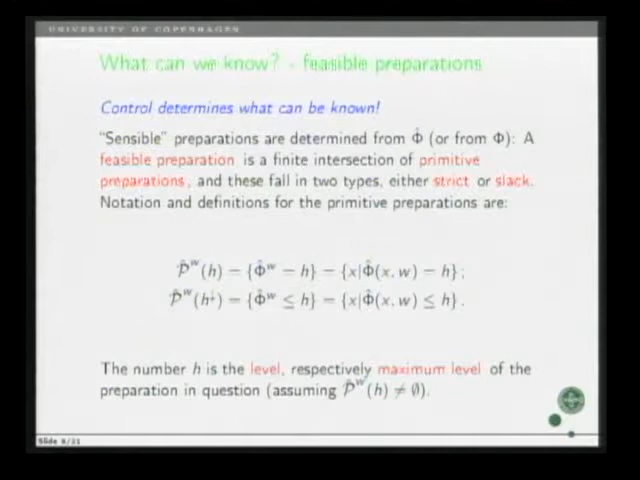 UNIVERSITY OF COPENHAGEN
What can we know? - feasible preparations
Control determines what can be known!
"Sensible" preparations are determined from Φ̂ (or from Φ): A
feasible preparation is a finite intersection of primitive
preparations, and these fall in two types, either strict or slack.
Notation and definitions for the primitive preparations are:
P̂ʷ(h) = {Φ̂ʷ = h} = {x|Φ̂(x, w) = h};
P̂ʷ(h↓) = {Φ̂ʷ ≤ h} = {x|Φ̂(x, w) ≤ h}.
The number h is the level, respectively maximum level of the
preparation in question (assuming P̂ʷ(h) ≠ ∅).
Slide 8/21